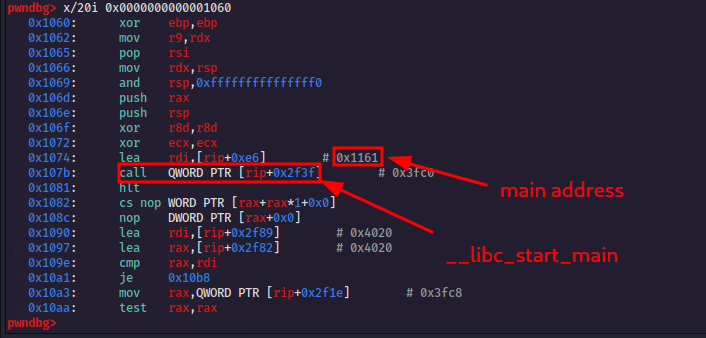 pwndbg> x/20i 0x0000000000001060
0x1060: xor ebp,ebp
0x1062: mov r9,rdx
0x1065: pop rsi
0x1066: mov rdx,rsp
0x1069: and rsp,0xfffffffffffffff0
0x106d: push rax
0x106e: push rsp
0x106f: xor r8d,r8d
0x1072: xor ecx,ecx
0x1074: lea rdi,[rip+0xe6] # 0x1161
0x107b: call QWORD PTR [rip+0x2f3f] # 0x3fc0
0x1081: hlt
0x1082: cs nop WORD PTR [rax+rax*1+0x0]
0x108c: nop DWORD PTR [rax+0x0]
0x1090: lea rdi,[rip+0x2f89] # 0x4020
0x1097: lea rax,[rip+0x2f82] # 0x4020
0x109e: cmp rax,rdi
0x10a1: je 0x10b8
0x10a3: mov rax,QWORD PTR [rip+0x2f1e] # 0x3fc8
0x10aa: test rax,rax
pwndbg>
main address
__libc_start_main